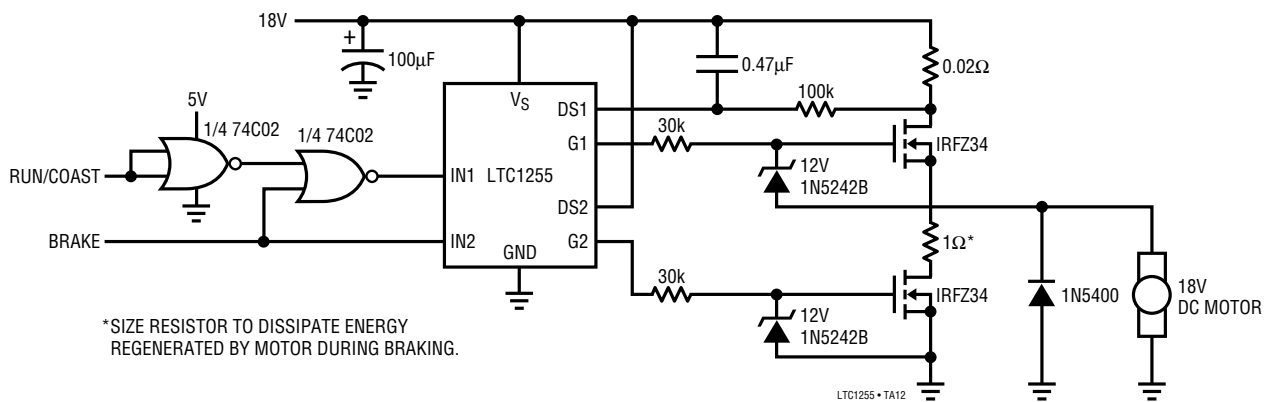 18V
+
100µF
0.47µF
0.02Ω
5V
1/4 74C02
1/4 74C02
VS
DS1
100k
G1
30k
IRFZ34
RUN/COAST
IN1
LTC1255
12V
1N5242B
DS2
BRAKE
IN2
G2
1Ω*
GND
30k
IRFZ34
1N5400
18V
DC MOTOR
12V
1N5242B
*SIZE RESISTOR TO DISSIPATE ENERGY
REGENERATED BY MOTOR DURING BRAKING.
LTC1255 • TA12